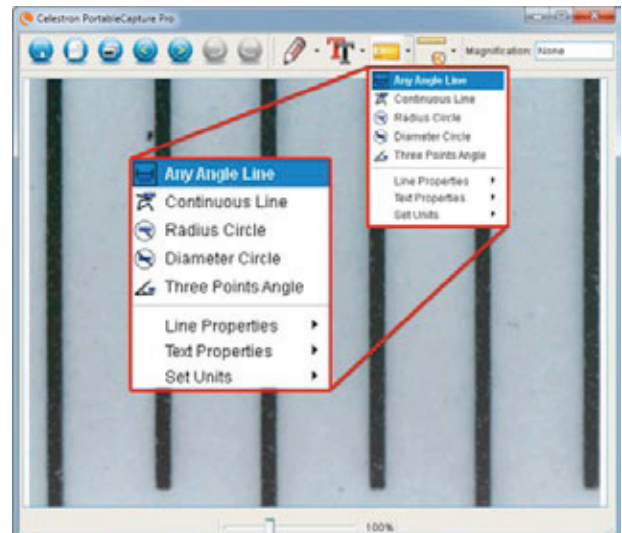 Celestron PortableCapture Pro
TT
Magnification: None
Any Angle Line
Continuous Line
Radius Circle
Diameter Circle
Three Points Angle
Line Properties
Text Properties
Set Units
Any Angle Line
Continuous Line
Radius Circle
Diameter Circle
Three Points Angle
Line Properties
Text Properties
Set Units
100%